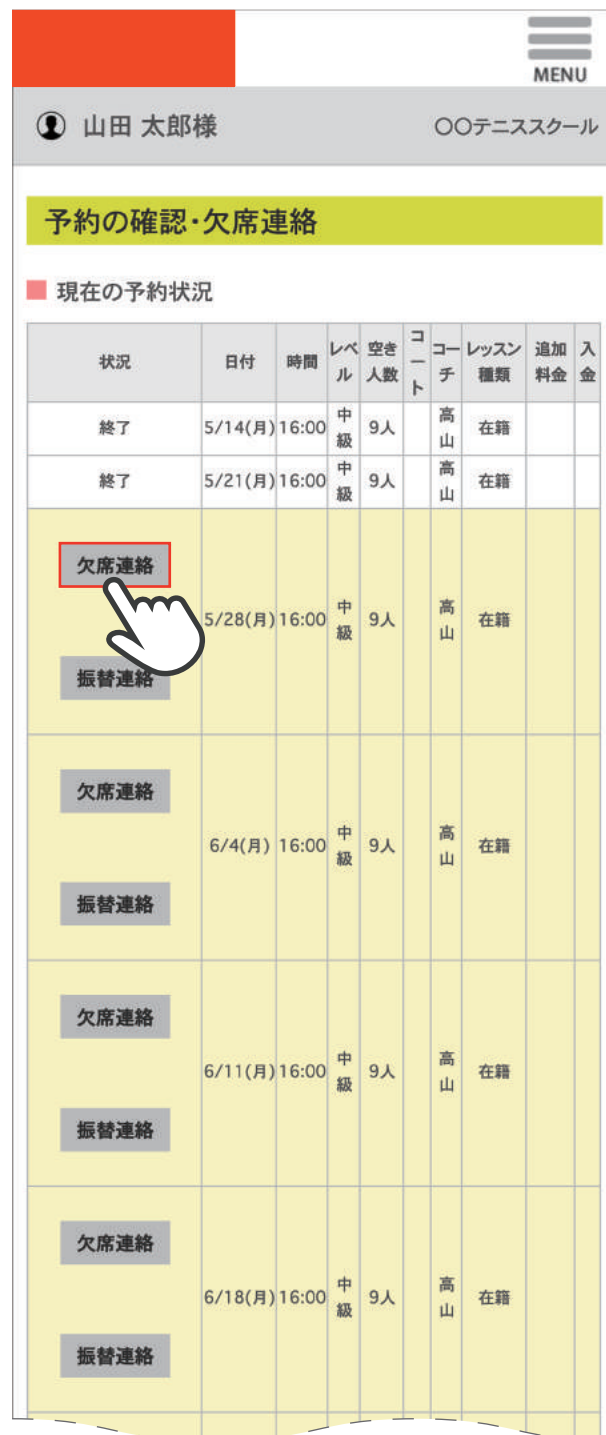 MENU
山田 太郎様 〇〇テニススクール
予約の確認・欠席連絡
現在の予約状況
状況 日付 時間 レベル 空き人数 コート コーチ レッスン種類 追加料金 入金
終了 5/14(月) 16:00 中級 9人 高山 在籍
終了 5/21(月) 16:00 中級 9人 高山 在籍
欠席連絡
5/28(月) 16:00 中級 9人 高山 在籍
振替連絡
欠席連絡
6/4(月) 16:00 中級 9人 高山 在籍
振替連絡
欠席連絡
6/11(月) 16:00 中級 9人 高山 在籍
振替連絡
欠席連絡
6/18(月) 16:00 中級 9人 高山 在籍
振替連絡